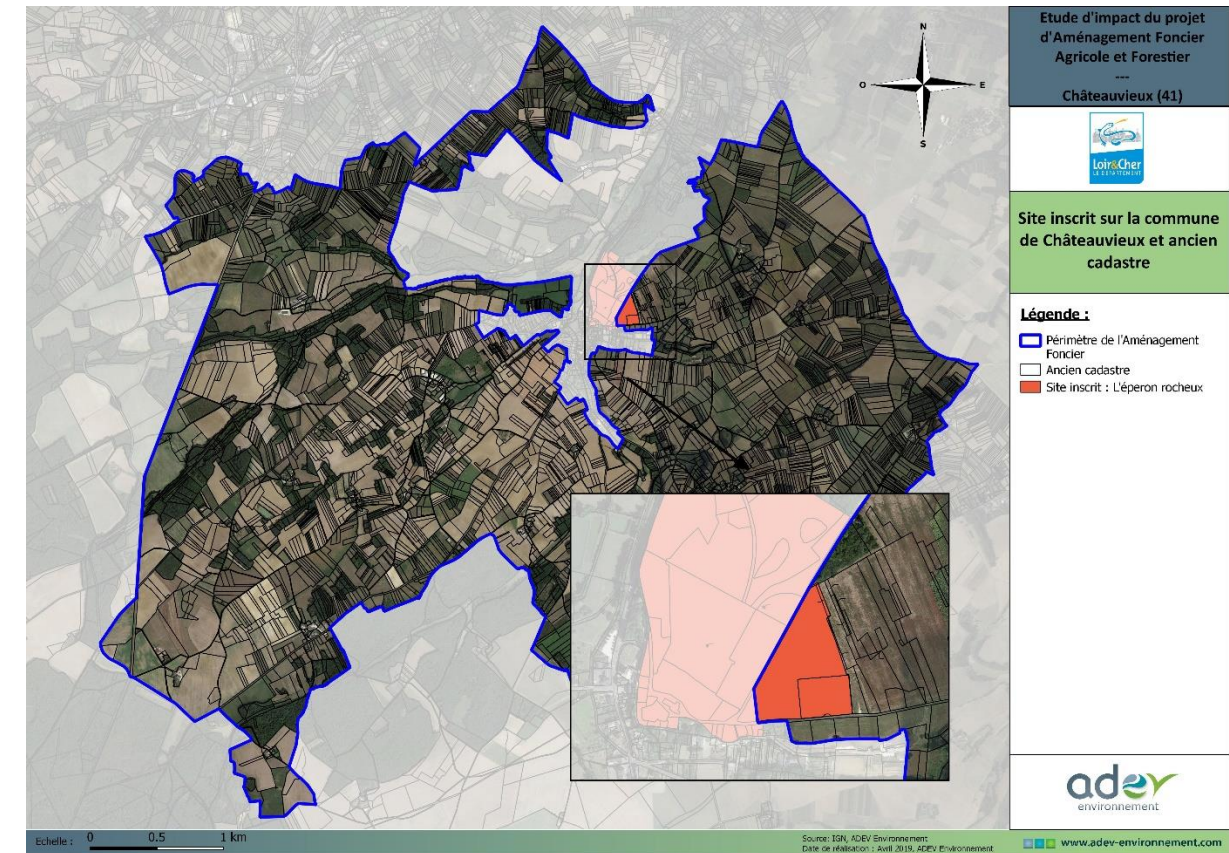 Etude d'impact du projet
d'Aménagement Foncier
Agricole et Forestier
---
Châteauvieux (41)
Loir&Cher
LE DÉPARTEMENT
Site inscrit sur la commune
de Châteauvieux et ancien
cadastre
Légende :
Périmètre de l'Aménagement
Foncier
Ancien cadastre
Site inscrit : L'éperon rocheux
N
O
E
S
adev
environnement
Echelle :
0 0.5 1 km
Source: IGN, ADEV Environnement
Date de réalisation : Avril 2019, ADEV Environnement
www.adev-environnement.com